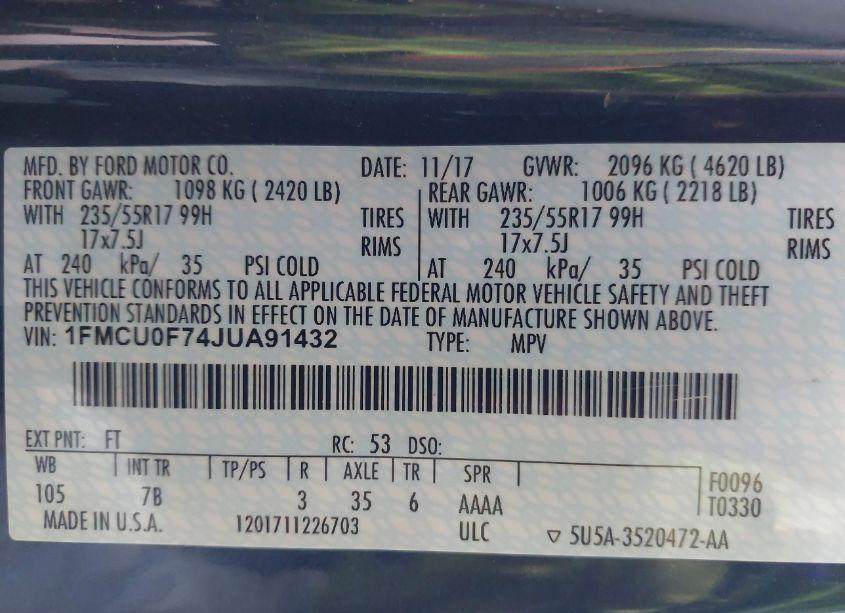 MFD. BY FORD MOTOR CO. DATE: 11/17 GVWR: 2096 KG ( 4620 LB)
FRONT GAWR: 1098 KG ( 2420 LB) REAR GAWR: 1006 KG ( 2218 LB)
WITH 235/55R17 99H TIRES WITH 235/55R17 99H TIRES
17x7.5J RIMS 17x7.5J RIMS
AT 240 kPa/ 35 PSI COLD AT 240 kPa/ 35 PSI COLD
THIS VEHICLE CONFORMS TO ALL APPLICABLE FEDERAL MOTOR VEHICLE SAFETY AND THEFT
PREVENTION STANDARDS IN EFFECT ON THE DATE OF MANUFACTURE SHOWN ABOVE.
VIN: 1FMCU0F74JUA91432 TYPE: MPV
EXT PNT: FT RC: 53 DSO:
WB INT TR TP/PS R AXLE TR SPR F0096
105 7B 3 35 6 AAAA T0330
MADE IN U.S.A. 1201711226703 ULC ▽ 5U5A-3520472-AA